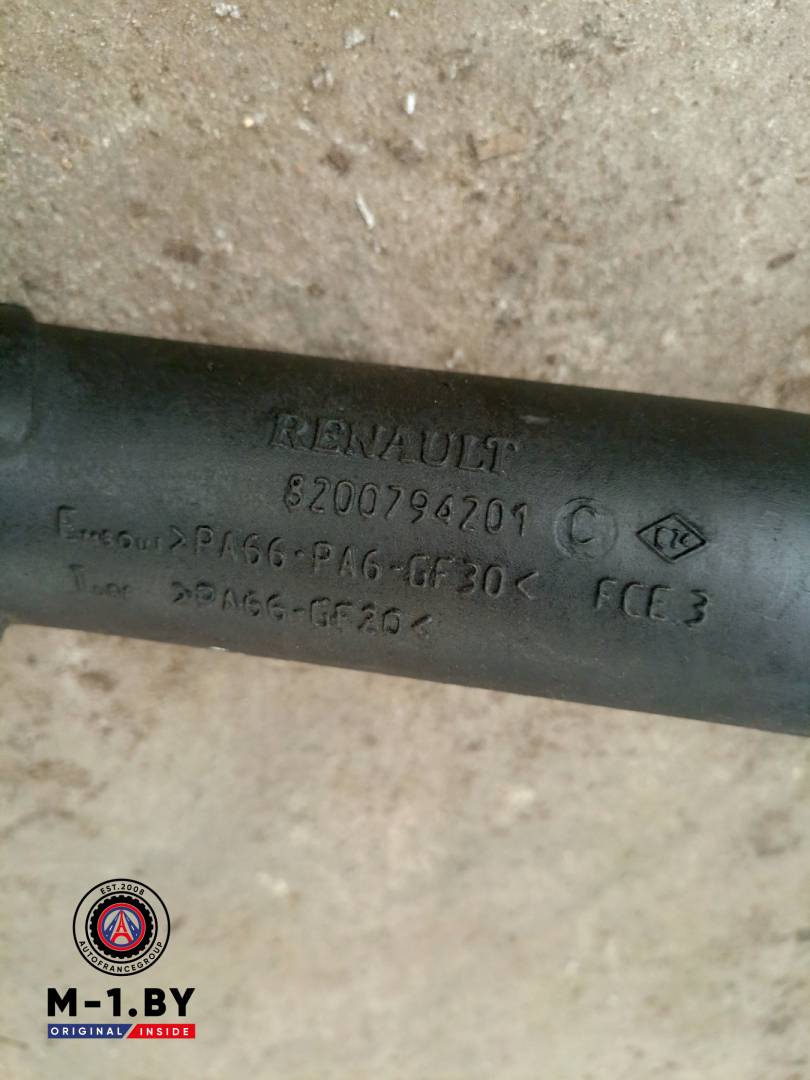 RENAULT
8200794201 C
>PA66-PA6-GF30< FCE 3
>PA66-GF20<
EST.2008
AUTOFRANCEGROUP
M-1.BY
ORIGINAL INSIDE